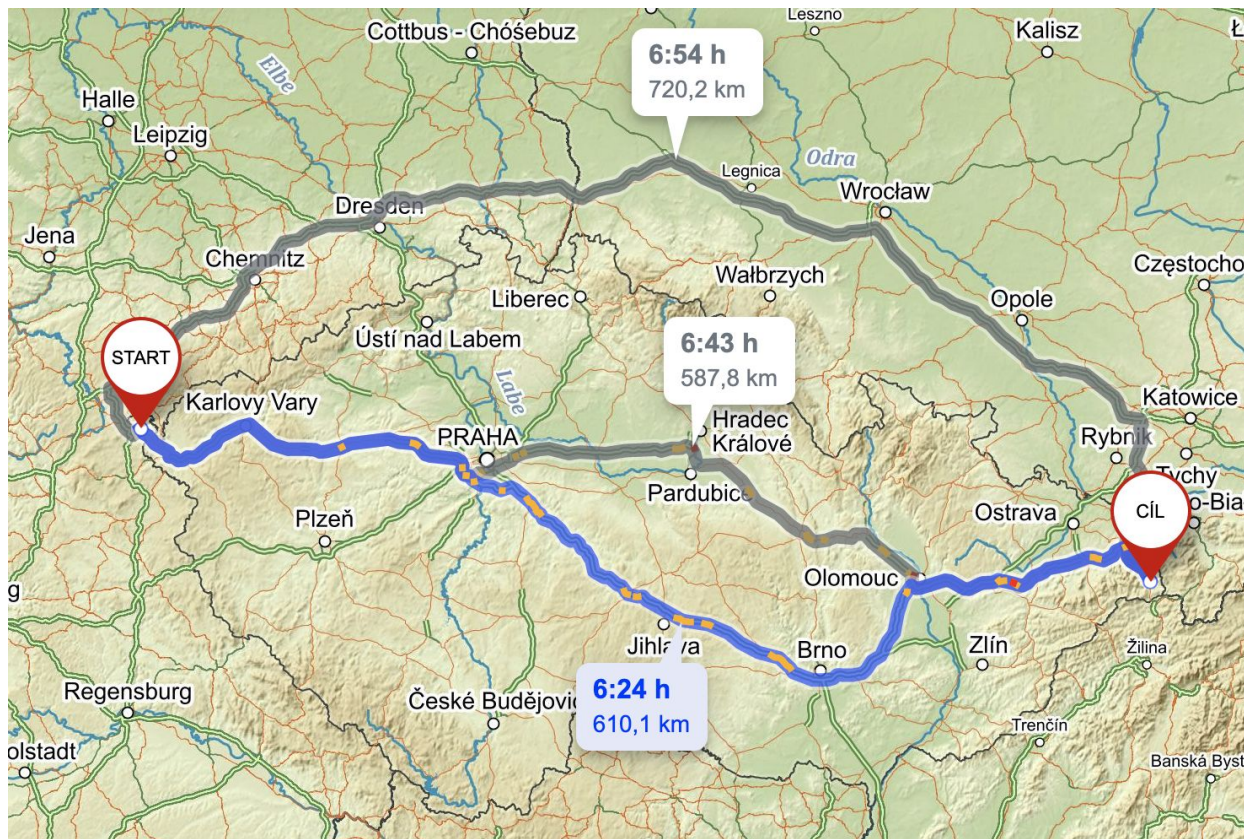 Leszno
Cottbus - Chóśebuz
Kalisz
6:54 h
720,2 km
Elbe
Halle
Leipzig
Odra
Legnica
Wrocław
Dresden
Jena
Chemnitz
Częstocho
Wałbrzych
Liberec
Opole
Ústí nad Labem
6:43 h
587,8 km
START
Labe
Karlovy Vary
Katowice
Hradec
Králové
PRAHA
Rybnik
Tychy
Pardubice
o-Bia
CÍL
Plzeň
Ostrava
Olomouc
g
Jihlava
Brno
Zlín
Žilina
6:24 h
610,1 km
Regensburg
České Budějovic
Trenčín
olstadt
Banská Byst